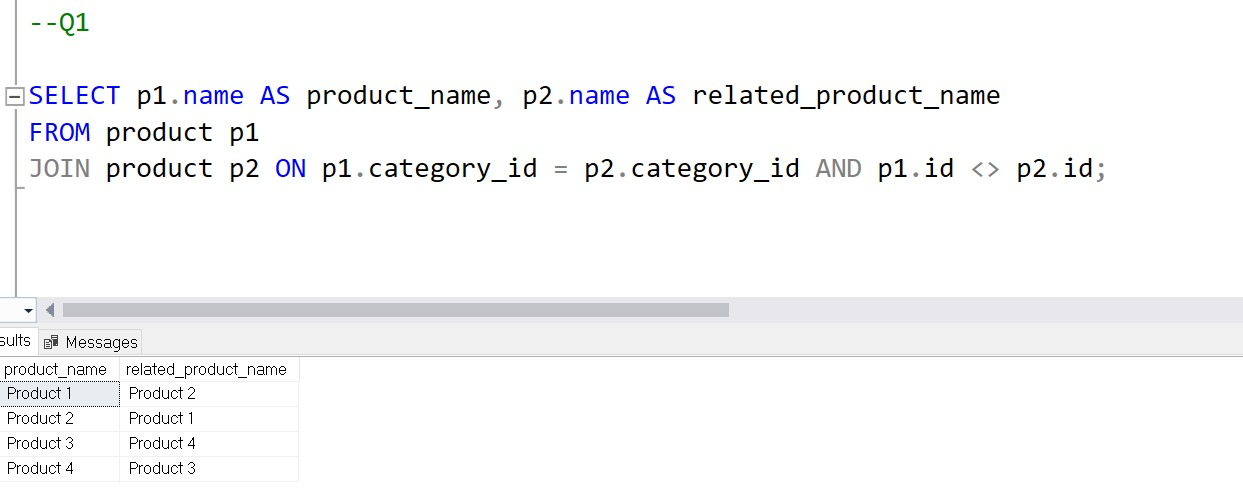 --Q1
SELECT p1.name AS product_name, p2.name AS related_product_name
FROM product p1
JOIN product p2 ON p1.category_id = p2.category_id AND p1.id <> p2.id;
sults Messages
product_name related_product_name
Product 1 Product 2
Product 2 Product 1
Product 3 Product 4
Product 4 Product 3